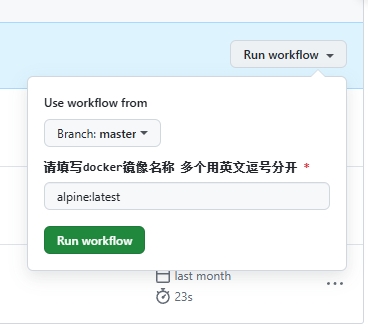 Run workflow
Use workflow from
Branch: master
请填写docker镜像名称 多个用英文逗号分开 *
alpine:latest
Run workflow
last month
23s